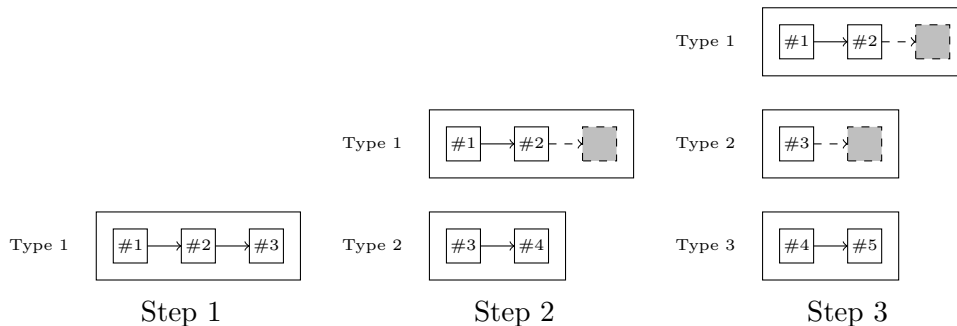 Type 1 #1 #2
Type 1 #1 #2 Type 2 #3
Type 1 #1 #2 #3 Type 2 #3 #4 Type 3 #4 #5
Step 1 Step 2 Step 3